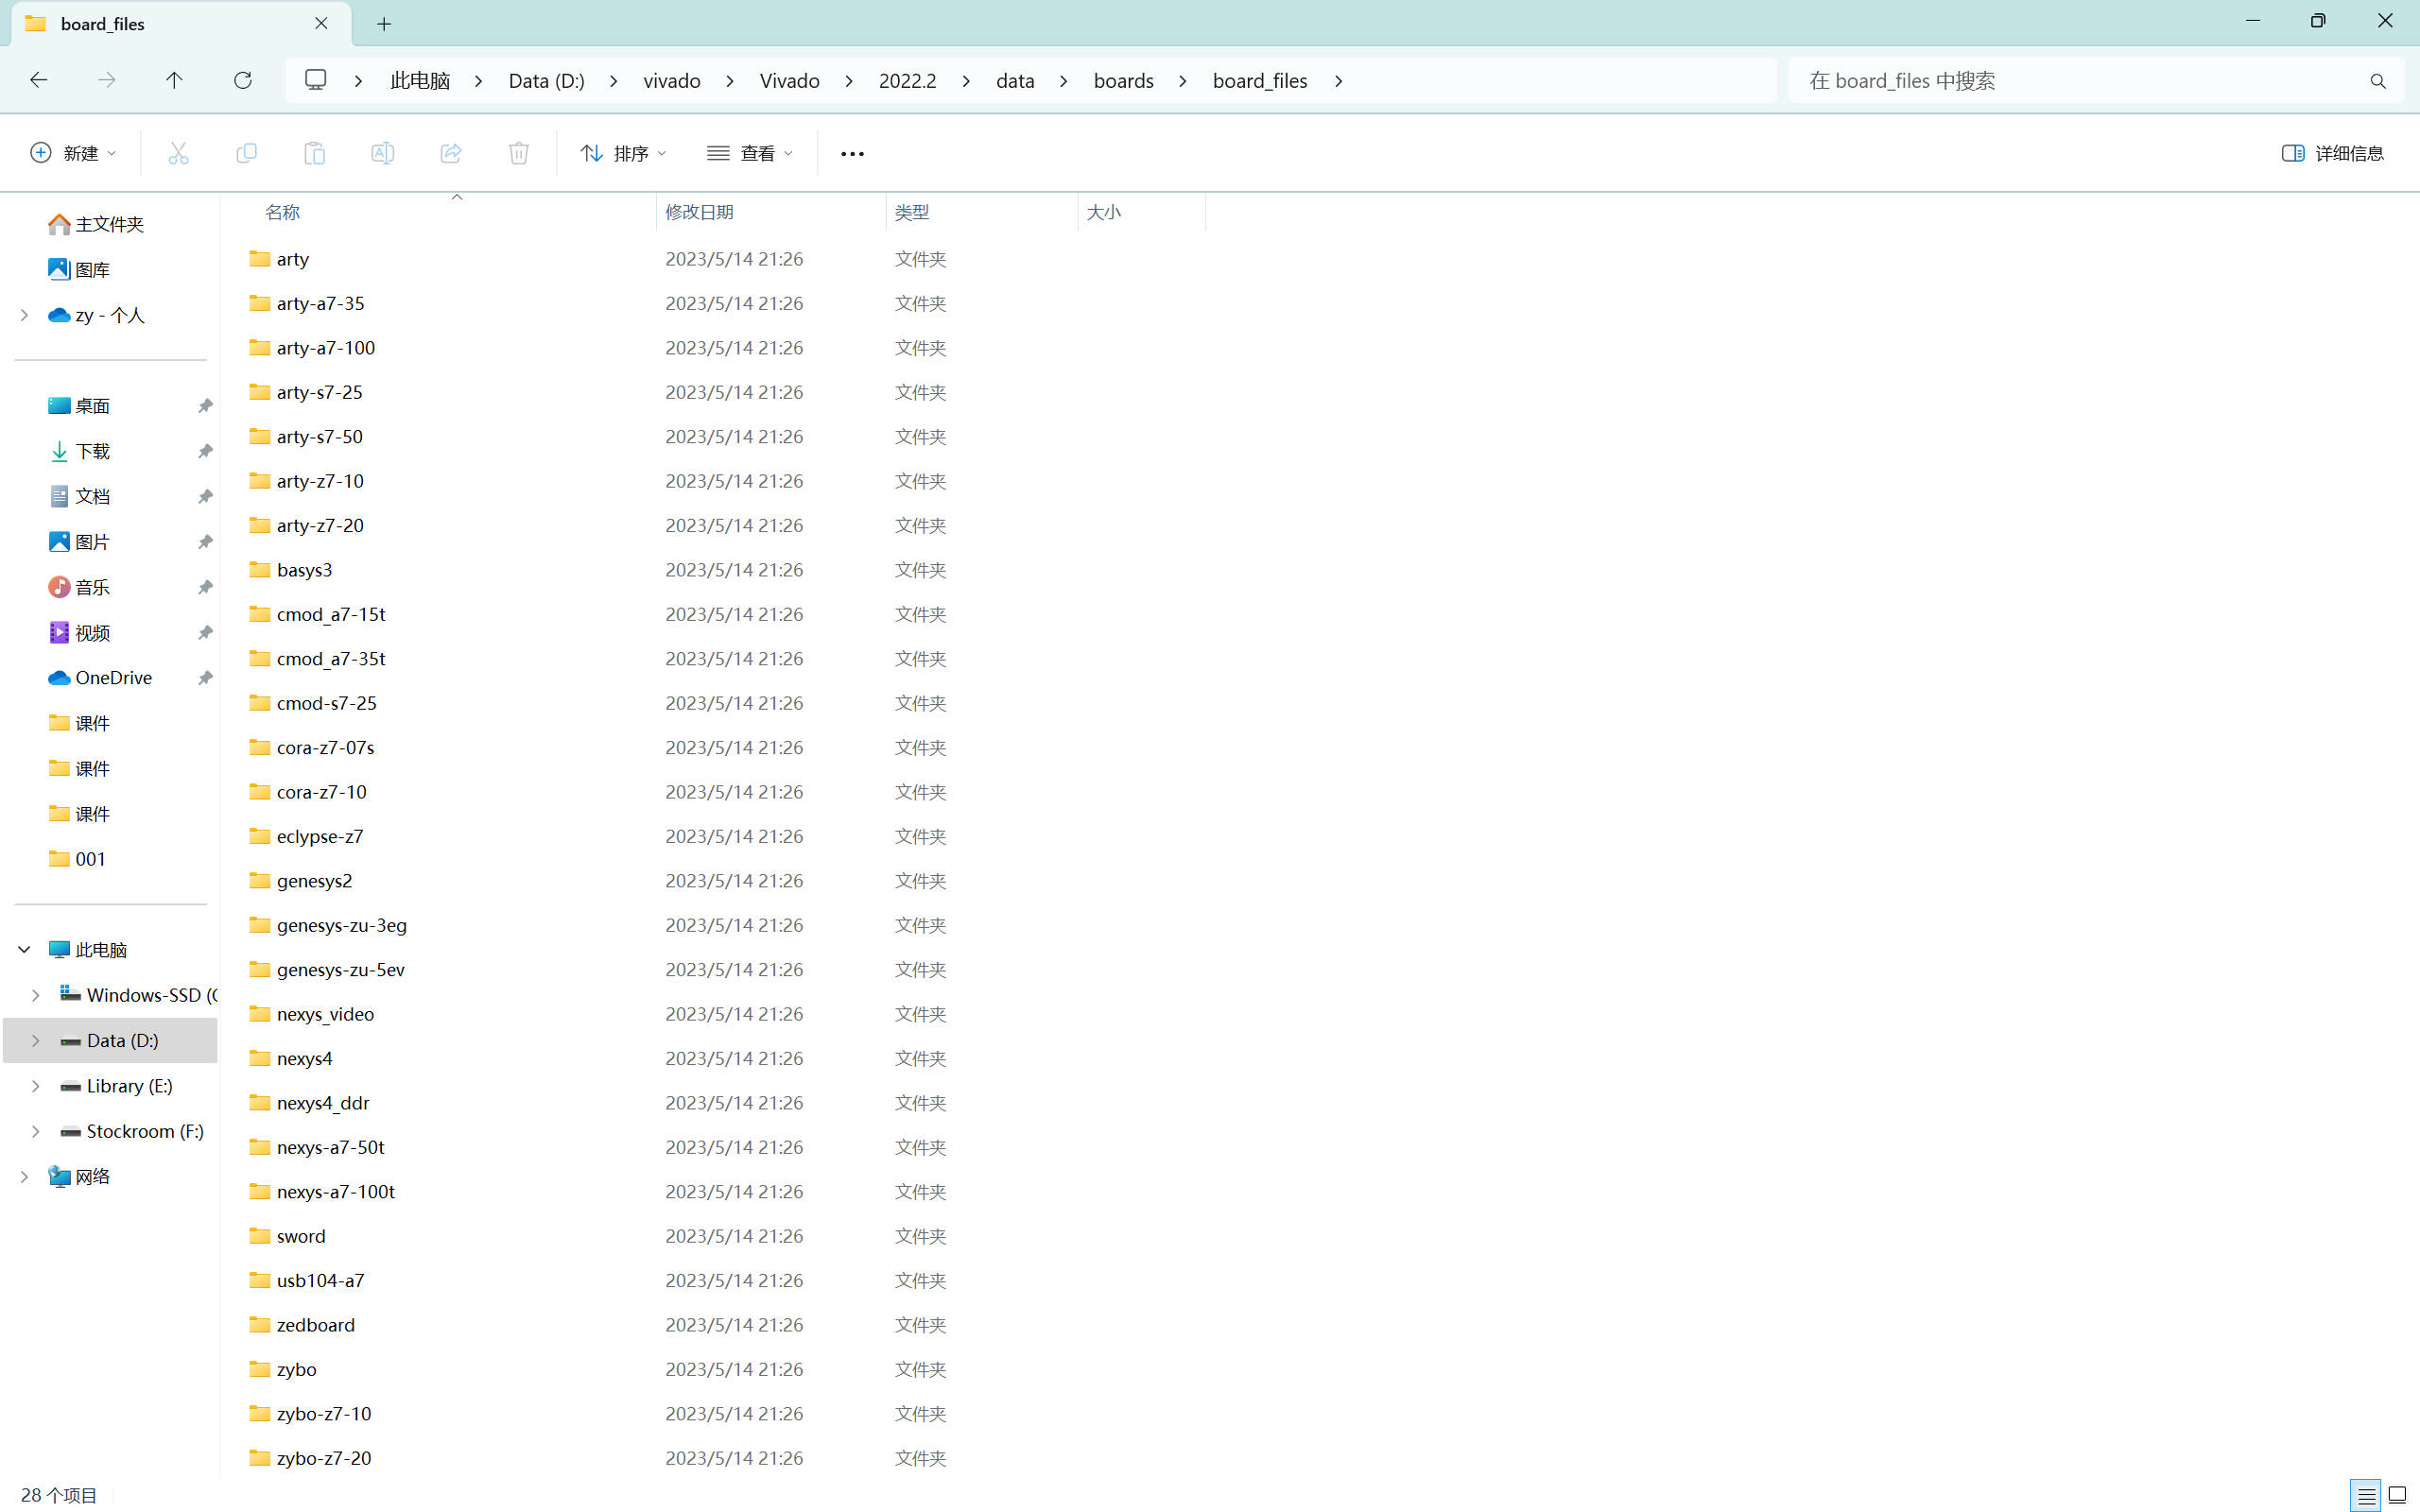 board_files
此电脑 Data (D:) vivado Vivado 2022.2 data boards board_files
在 board_files 中搜索
新建 排序 查看 详细信息
主文件夹
图库
zy - 个人
桌面
下载
文档
图片
音乐
视频
OneDrive
课件
课件
课件
001
此电脑
Windows-SSD (
Data (D:)
Library (E:)
Stockroom (F:)
网络
名称 修改日期 类型 大小
arty 2023/5/14 21:26 文件夹
arty-a7-35 2023/5/14 21:26 文件夹
arty-a7-100 2023/5/14 21:26 文件夹
arty-s7-25 2023/5/14 21:26 文件夹
arty-s7-50 2023/5/14 21:26 文件夹
arty-z7-10 2023/5/14 21:26 文件夹
arty-z7-20 2023/5/14 21:26 文件夹
basys3 2023/5/14 21:26 文件夹
cmod_a7-15t 2023/5/14 21:26 文件夹
cmod_a7-35t 2023/5/14 21:26 文件夹
cmod-s7-25 2023/5/14 21:26 文件夹
cora-z7-07s 2023/5/14 21:26 文件夹
cora-z7-10 2023/5/14 21:26 文件夹
eclypse-z7 2023/5/14 21:26 文件夹
genesys2 2023/5/14 21:26 文件夹
genesys-zu-3eg 2023/5/14 21:26 文件夹
genesys-zu-5ev 2023/5/14 21:26 文件夹
nexys_video 2023/5/14 21:26 文件夹
nexys4 2023/5/14 21:26 文件夹
nexys4_ddr 2023/5/14 21:26 文件夹
nexys-a7-50t 2023/5/14 21:26 文件夹
nexys-a7-100t 2023/5/14 21:26 文件夹
sword 2023/5/14 21:26 文件夹
usb104-a7 2023/5/14 21:26 文件夹
zedboard 2023/5/14 21:26 文件夹
zybo 2023/5/14 21:26 文件夹
zybo-z7-10 2023/5/14 21:26 文件夹
zybo-z7-20 2023/5/14 21:26 文件夹
28 个项目